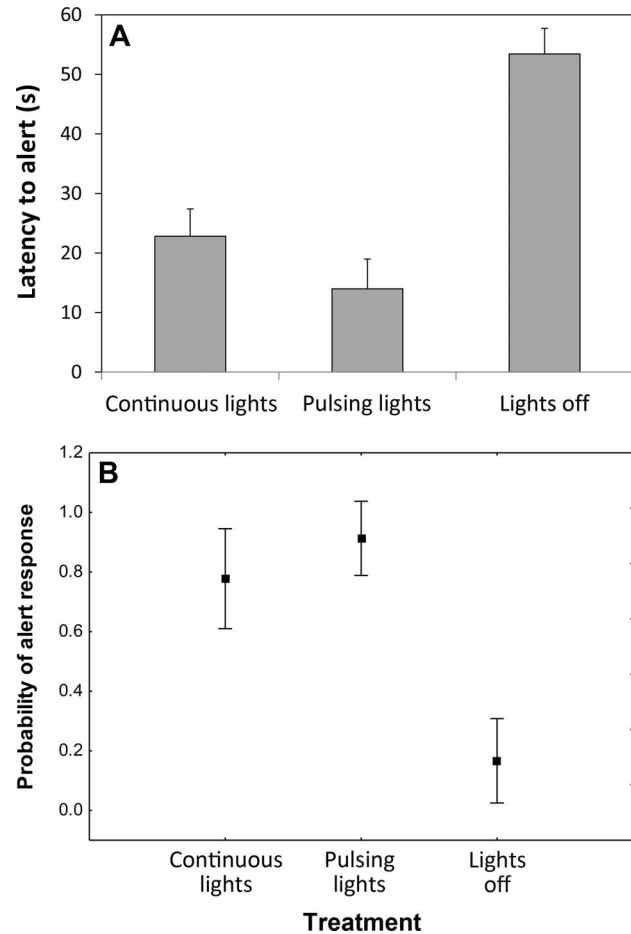 A
Latency to alert (s)
60
50
40
30
20
10
0
Continuous lights
Pulsing lights
Lights off
B
Probability of alert response
1.2
1.0
0.8
0.6
0.4
0.2
0.0
Continuous
lights
Pulsing
lights
Lights
off
Treatment